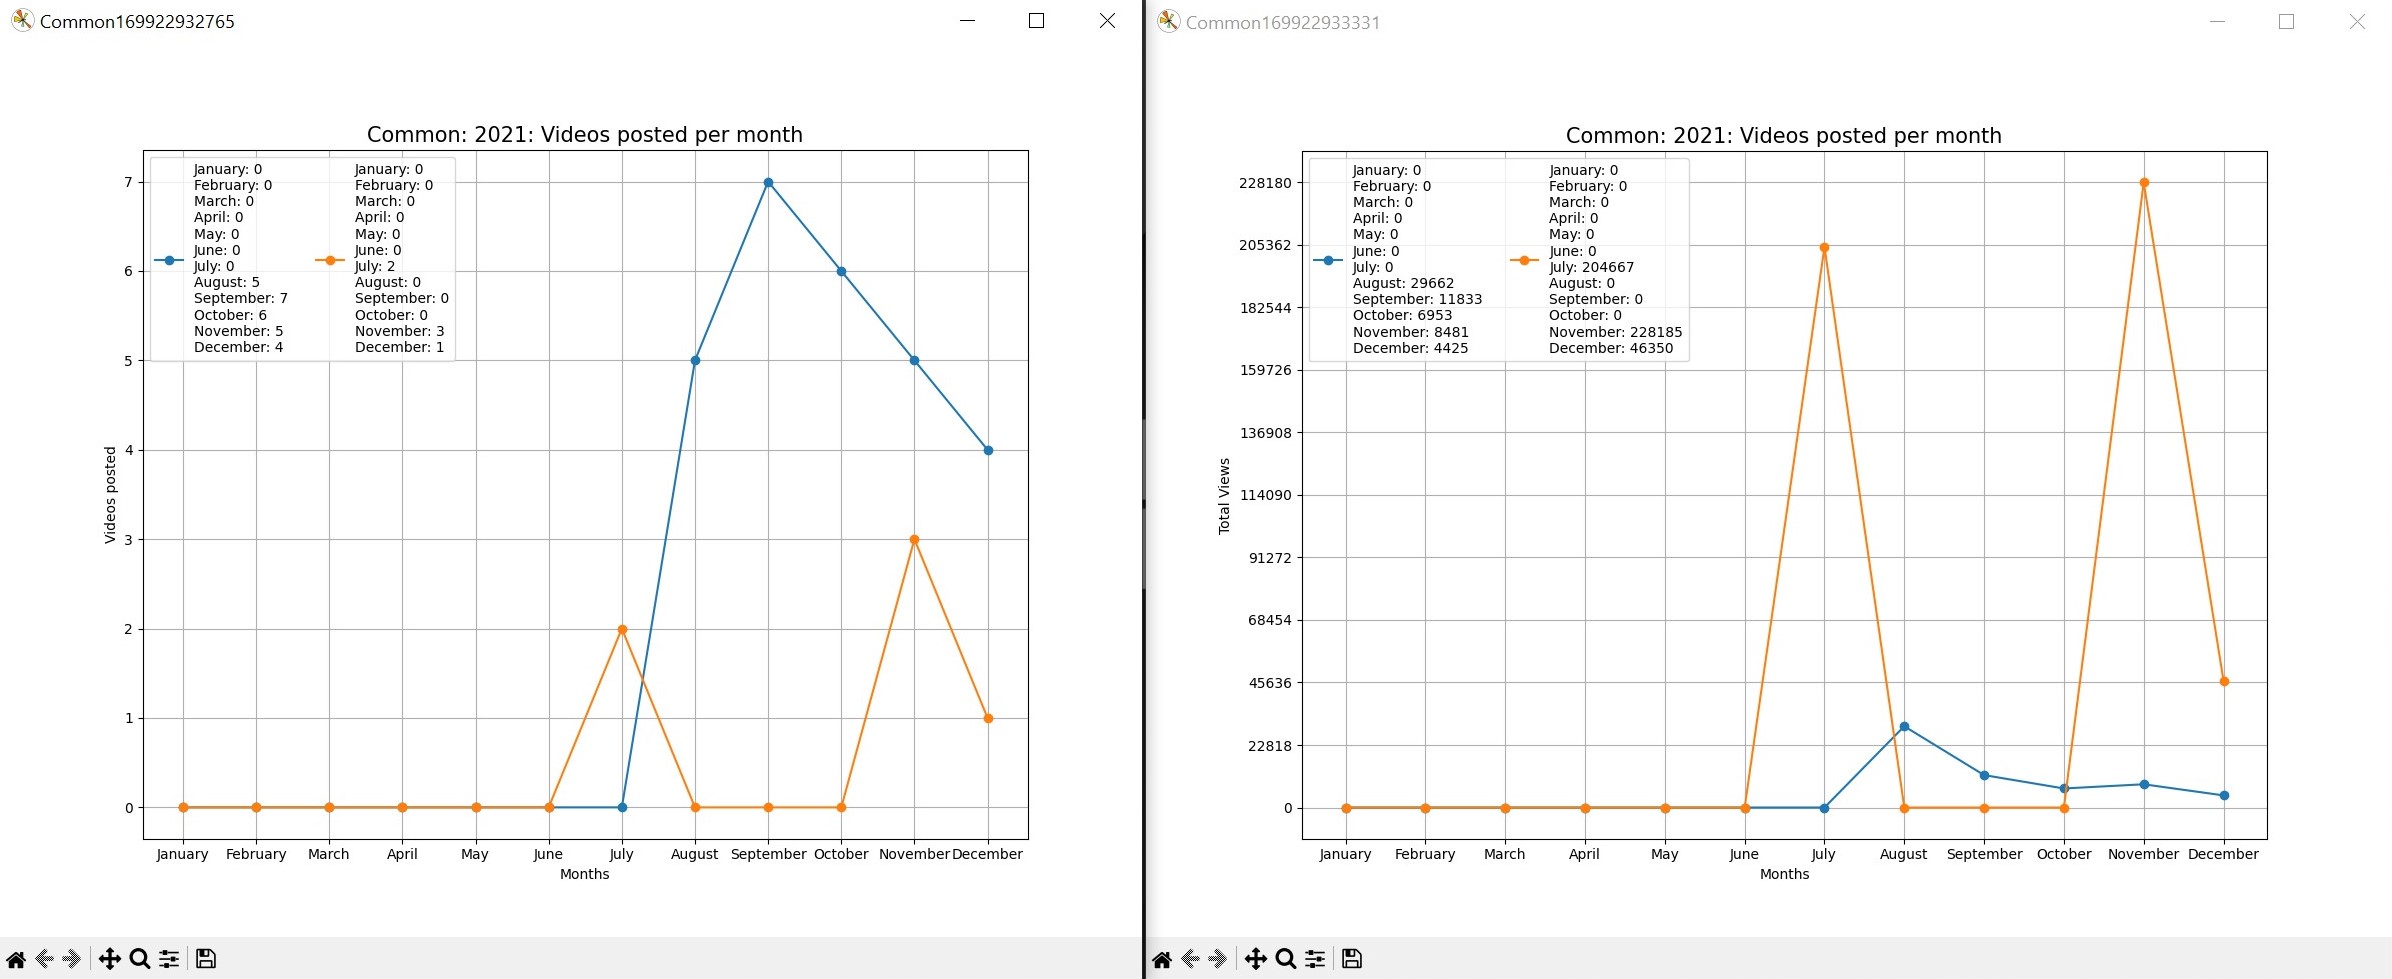 Common169922932765
Common: 2021: Videos posted per month
January: 0
February: 0
March: 0
April: 0
May: 0
June: 0
July: 0
August: 5
September: 7
October: 6
November: 5
December: 4
January: 0
February: 0
March: 0
April: 0
May: 0
June: 0
July: 2
August: 0
September: 0
October: 0
November: 3
December: 1
Videos posted
7
6
5
4
3
2
1
0
January February March April May June July August September October November December
Months
Common169922933331
Common: 2021: Videos posted per month
January: 0
February: 0
March: 0
April: 0
May: 0
June: 0
July: 0
August: 29662
September: 11833
October: 6953
November: 8481
December: 4425
January: 0
February: 0
March: 0
April: 0
May: 0
June: 0
July: 204667
August: 0
September: 0
October: 0
November: 228185
December: 46350
Total Views
228180
205362
182544
159726
136908
114090
91272
68454
45636
22818
0
January February March April May June July August September October November December
Months